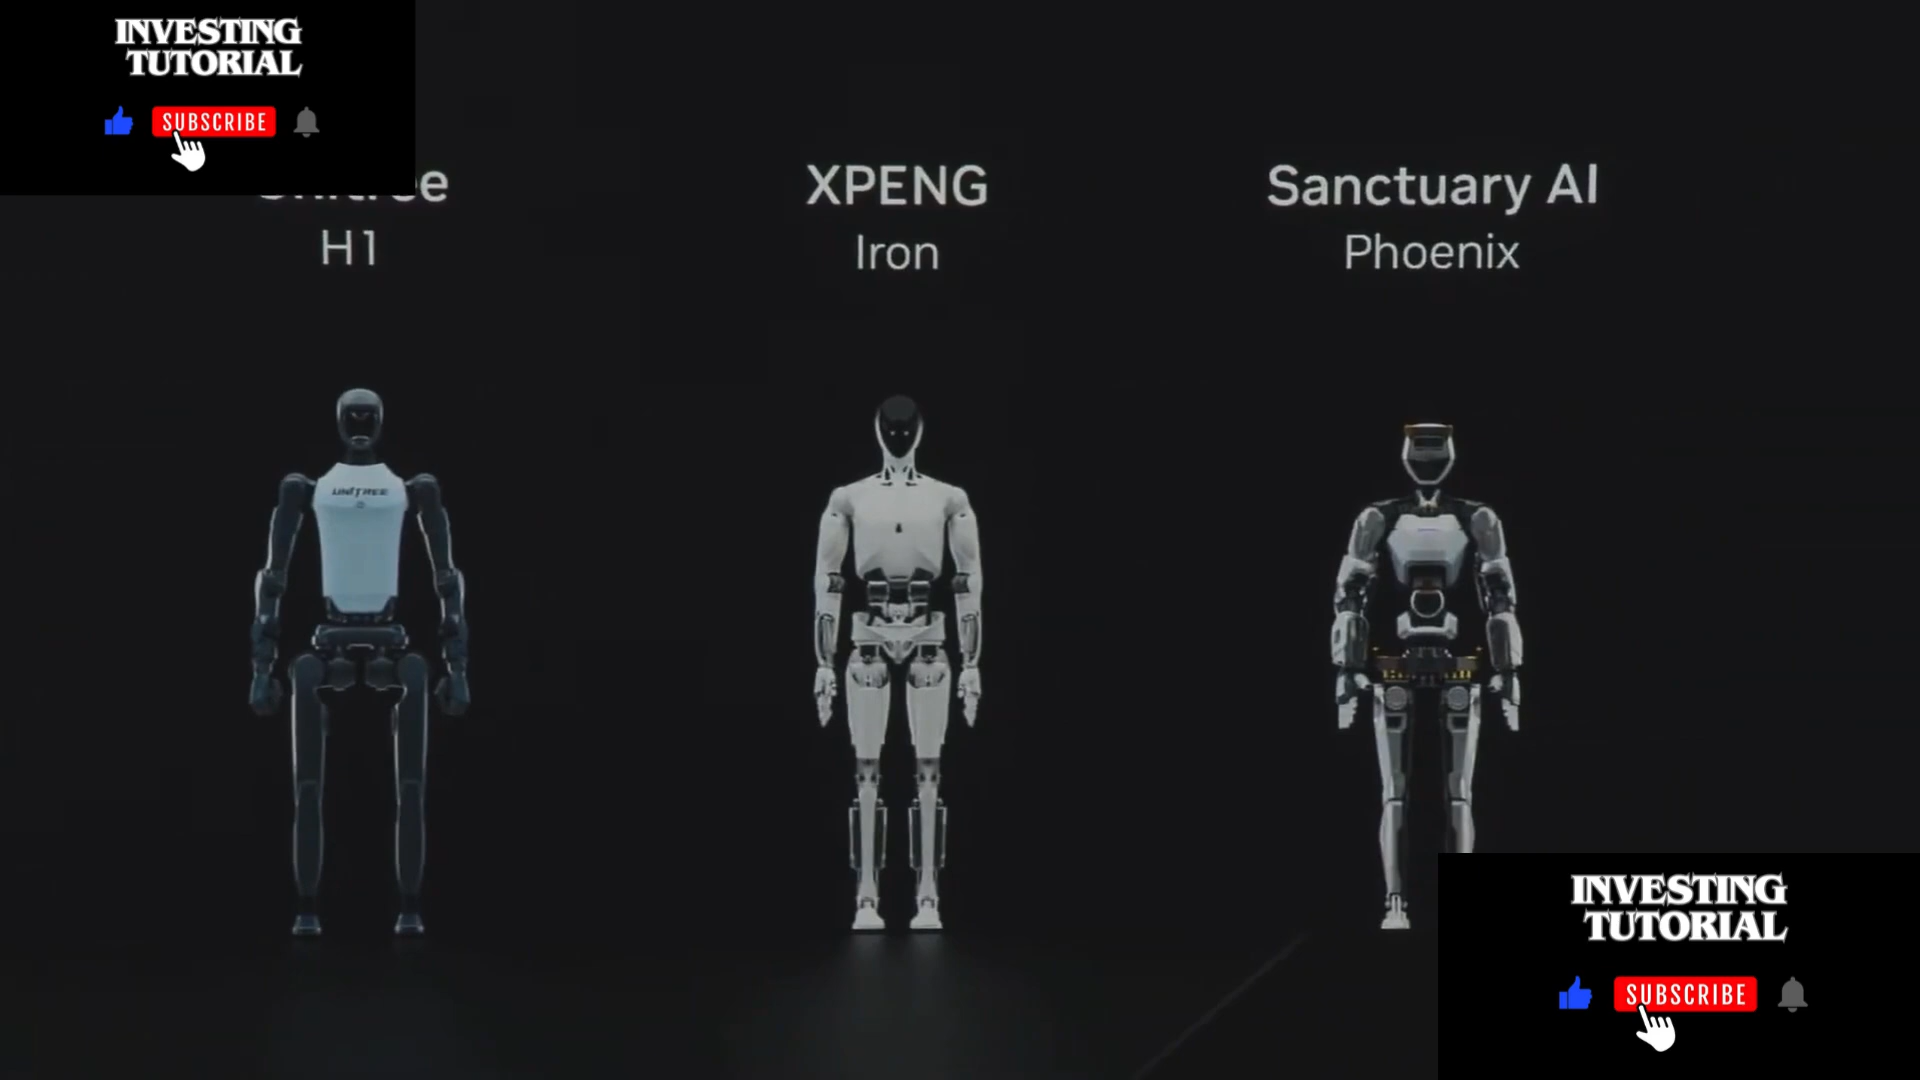 INVESTING
TUTORIAL
SUBSCRIBE
H1
XPENG
Iron
Sanctuary AI
Phoenix
UNITREE
INVESTING
TUTORIAL
SUBSCRIBE